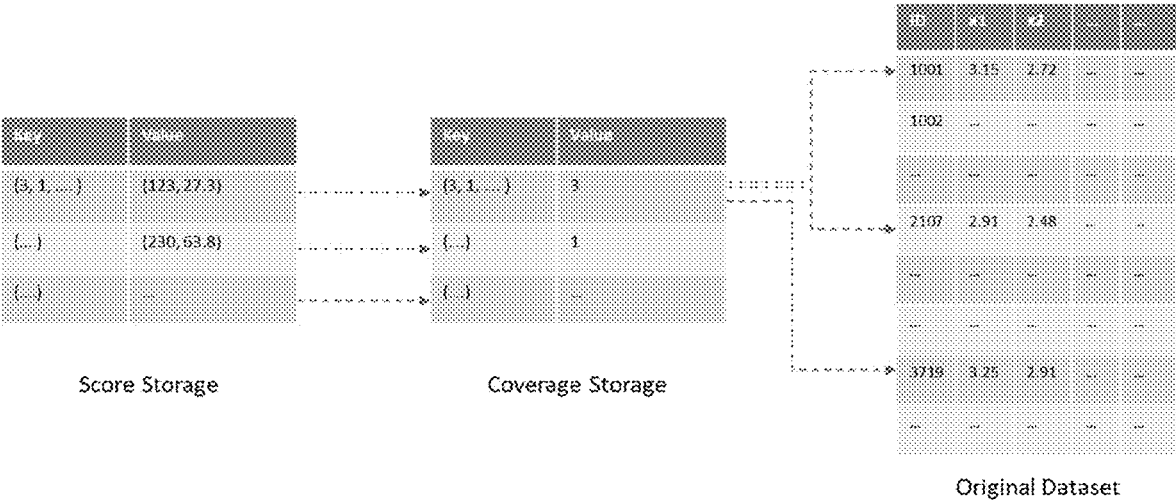 Key Value
(3, 1, .... ) (123, 27.3)
(....) (230, 63.8)
(....) ...
Score Storage
Key Value
(3, 1, .... ) 3
(...) 1
(...) ...
Coverage Storage
ID x1 x2 ... ...
1001 3.15 2.72 ... ...
1002 ... ... ... ...
... ... ... ... ...
2107 2.91 2.48 ... ...
... ... ... ... ...
... ... ... ... ...
3719 3.25 2.91 ... ...
... ... ... ... ...
Original Dataset